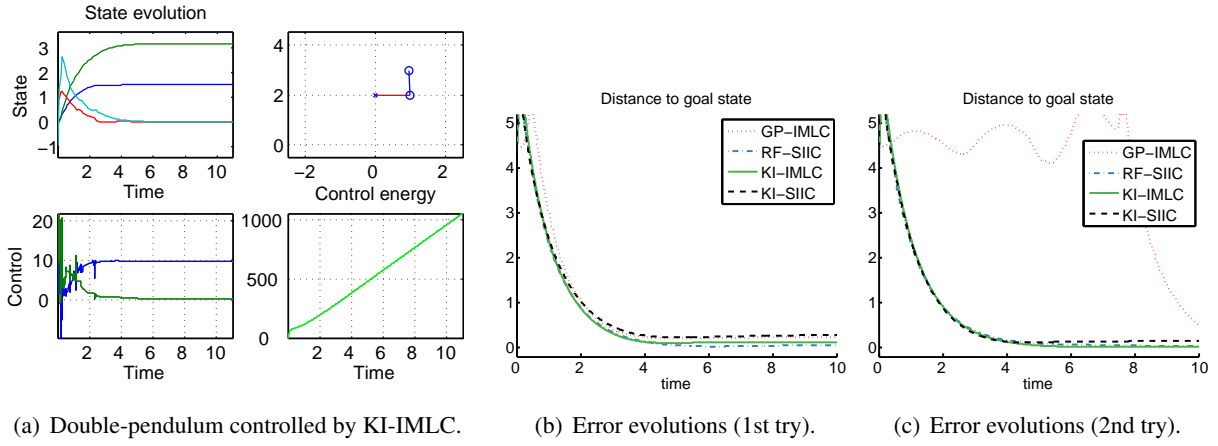 State evolution
State
3
2
1
0
−1
2 4 6 8 10
Time
4
2
0
−2 0 2
Control
20
10
0
2 4 6 8 10
Time
Control energy
1000
500
0
2 4 6 8 10
Time
Distance to goal state
5
4
3
2
1
0
0 2 4 6 8 10
time
GP−IMLC
RF−SIIC
KI−IMLC
KI−SIIC
Distance to goal state
5
4
3
2
1
0
0 2 4 6 8 10
time
GP−IMLC
RF−SIIC
KI−IMLC
KI−SIIC
(a) Double-pendulum controlled by KI-IMLC.
(b) Error evolutions (1st try).
(c) Error evolutions (2nd try).